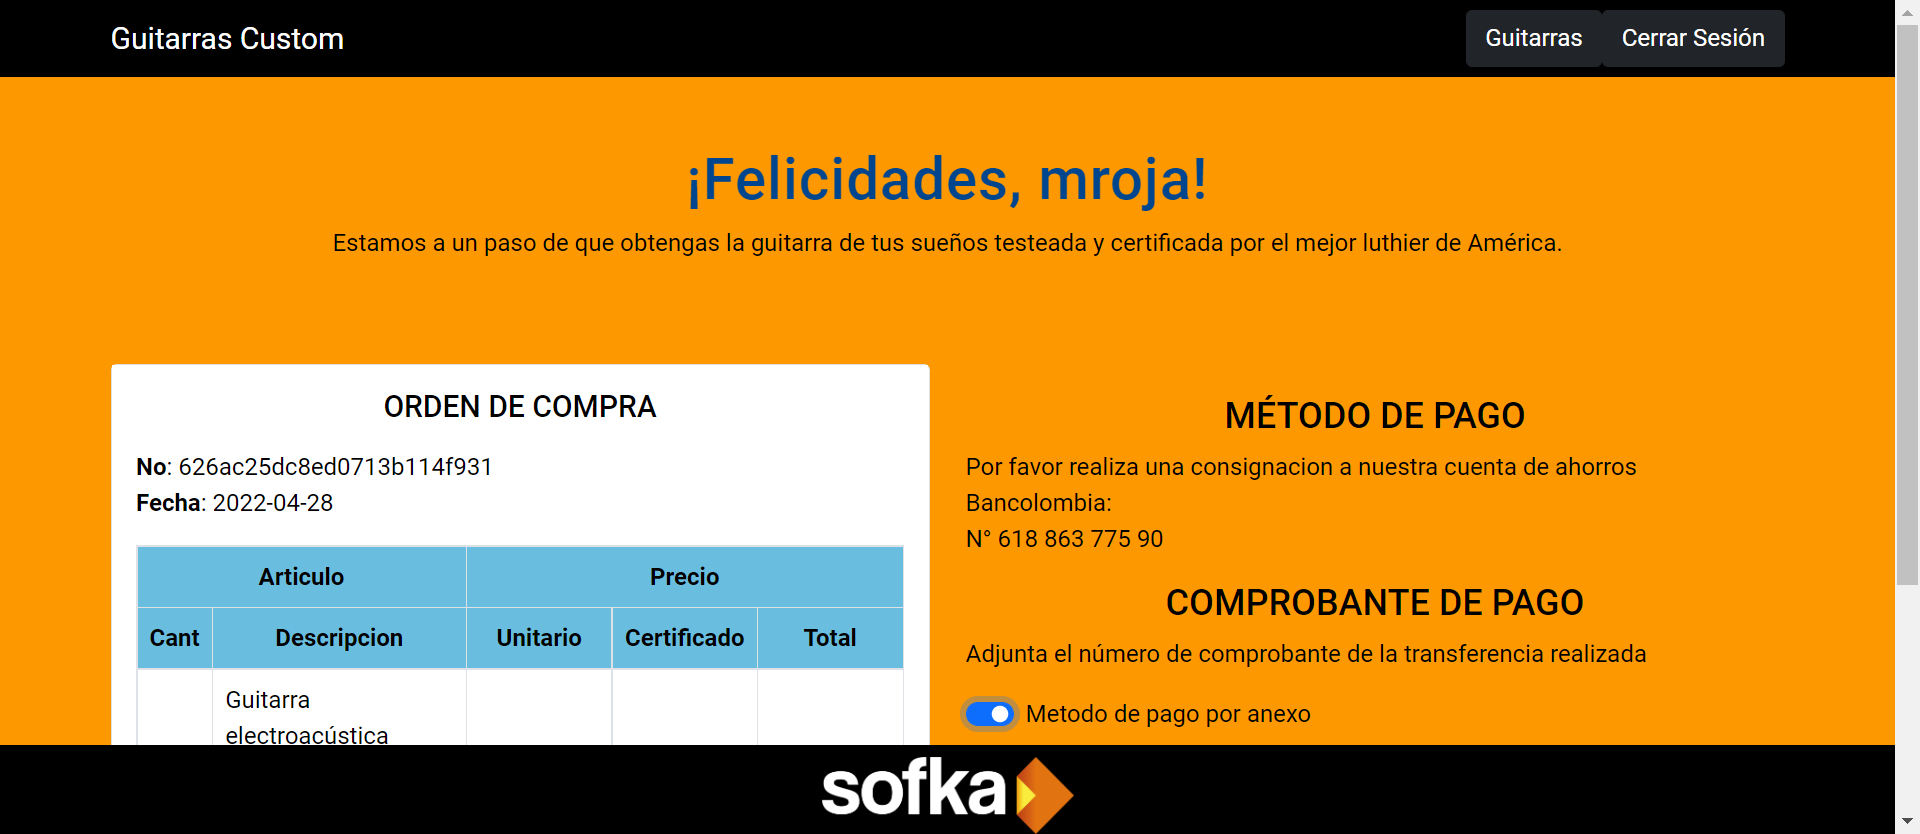 Guitarras Custom
Guitarras
Cerrar Sesión
¡Felicidades, mroja!
Estamos a un paso de que obtengas la guitarra de tus sueños testeada y certificada por el mejor luthier de América.
ORDEN DE COMPRA
No: 626ac25dc8ed0713b114f931
Fecha: 2022-04-28
Articulo
Precio
Cant
Descripcion
Unitario
Certificado
Total
Guitarra
electroacústica
MÉTODO DE PAGO
Por favor realiza una consignacion a nuestra cuenta de ahorros
Bancolombia:
N° 618 863 775 90
COMPROBANTE DE PAGO
Adjunta el número de comprobante de la transferencia realizada
Metodo de pago por anexo
sofka